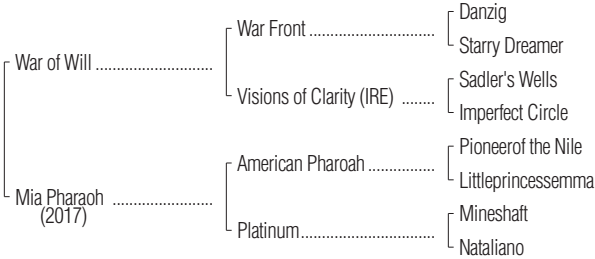 Danzig
War Front ..............................
Starry Dreamer
War of Will ............................
Sadler's Wells
Visions of Clarity (IRE) ........
Imperfect Circle
Pioneerof the Nile
American Pharoah ................
Littleprincessemma
Mia Pharaoh ........................
(2017)
Mineshaft
Platinum................................
Nataliano